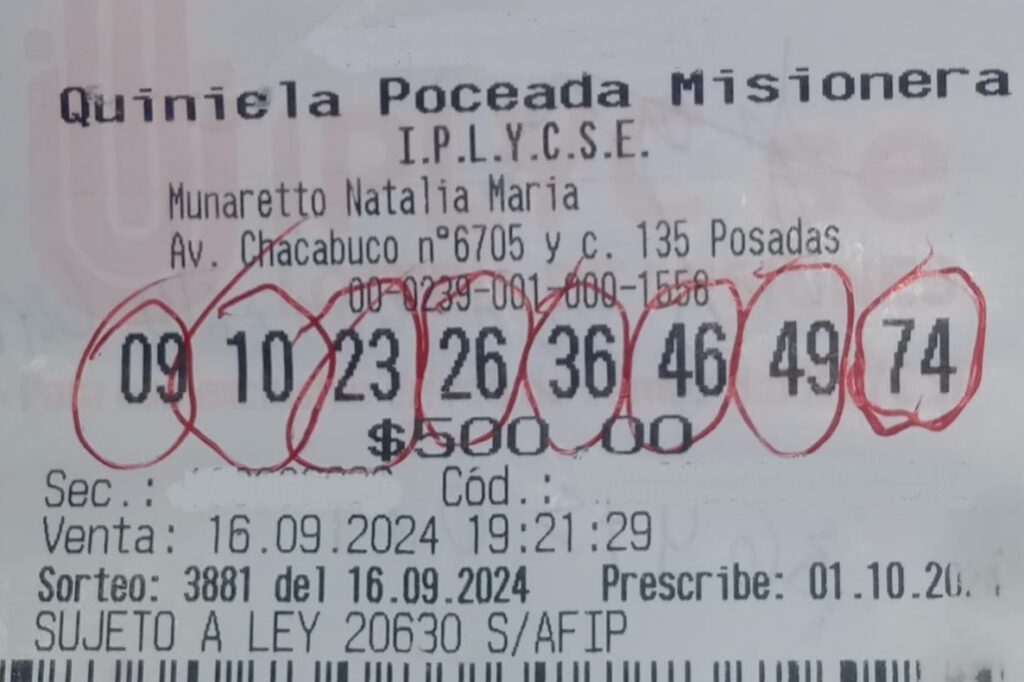 Quiniela Poceada Misionera
I.P.L.Y.C.S.E.
Munaretto Natalia Maria
Av. Chacabuco n°6705 y c. 135 Posadas
00-0239-001-000-1558
09 10 23 26 36 46 49 74
$500.00
Sec.: Cód.:
Venta: 16.09.2024 19:21:29
Sorteo: 3881 del 16.09.2024 Prescribe: 01.10.20
SUJETO A LEY 20630 S/AFIP